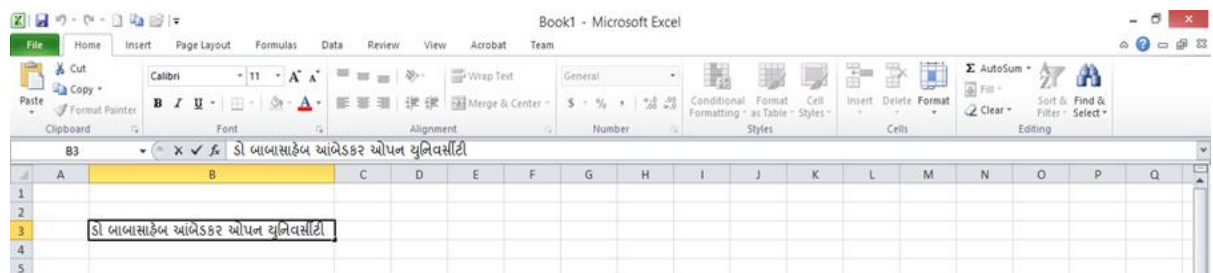 Book1 - Microsoft Excel
File Home Insert Page Layout Formulas Data Review View Acrobat Team
Paste
Cut
Copy
Format Painter
Clipboard
Calibri 11 A A
B I U A
Font
Wrap Text
Merge & Center
Alignment
General
$ % ,
Number
Conditional Formatting
Format as Table
Cell Styles
Styles
Insert Delete Format
Cells
Σ AutoSum
Fill
Clear
Sort & Filter
Find & Select
Editing
B3 fx ડો બાબાસાહેબ આંબેડકર ઓપન યુનિવર્સીટી
A B C D E F G H I J K L M N O P Q
1
2
3 ડો બાબાસાહેબ આંબેડકર ઓપન યુનિવર્સીટી
4
5